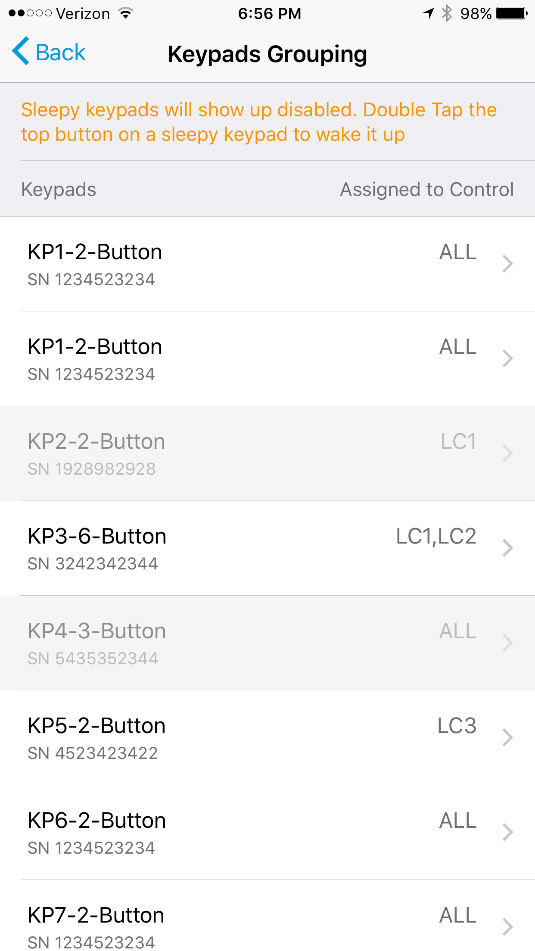 Verizon 6:56 PM 98%
Back Keypads Grouping
Sleepy keypads will show up disabled. Double Tap the
top button on a sleepy keypad to wake it up
Keypads Assigned to Control
KP1-2-Button ALL
SN 1234523234
KP1-2-Button ALL
SN 1234523234
KP2-2-Button LC1
SN 1928982928
KP3-6-Button LC1,LC2
SN 3242342344
KP4-3-Button ALL
SN 5435352344
KP5-2-Button LC3
SN 4523423422
KP6-2-Button ALL
SN 1234523234
KP7-2-Button ALL
SN 1234523234